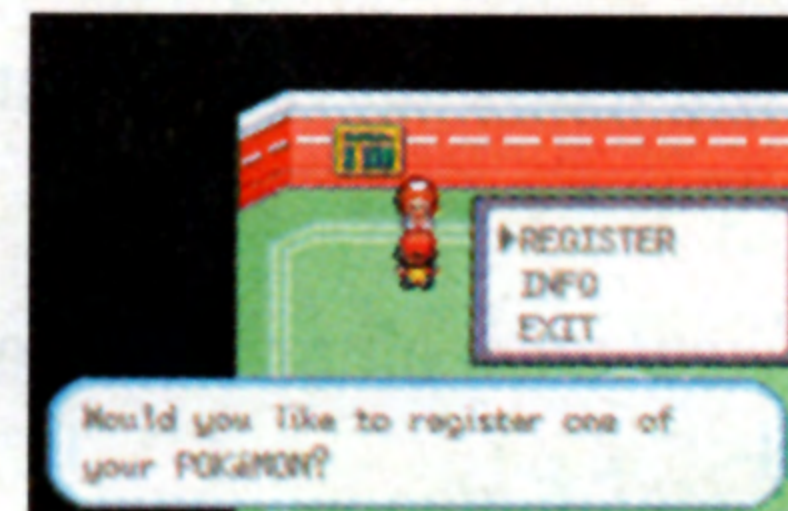 ▶REGISTER
INFO
EXIT
Would you like to register one of
your POKéMON?